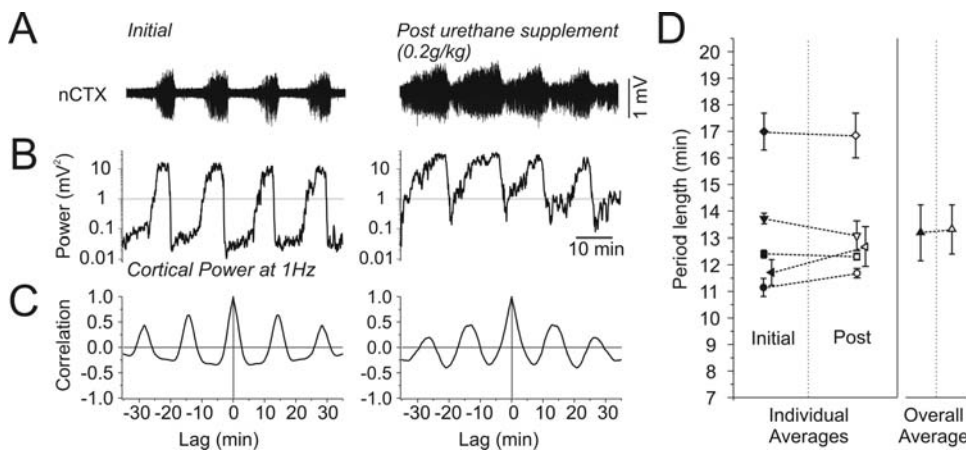 A
Initial
Post urethane supplement
(0.2g/kg)
nCTX
1 mV
B
Power (mV²)
10
1
0.1
0.01
10
1
0.1
0.01
10 min
Cortical Power at 1Hz
C
Correlation
1.0
0.5
0.0
-0.5
-1.0
-30 -20 -10 0 10 20 30
Lag (min)
1.0
0.5
0.0
-0.5
-1.0
-30 -20 -10 0 10 20 30
Lag (min)
D
Period length (min)
20
19
18
17
16
15
14
13
12
11
10
9
8
7
Initial
Post
Individual
Averages
Overall
Average